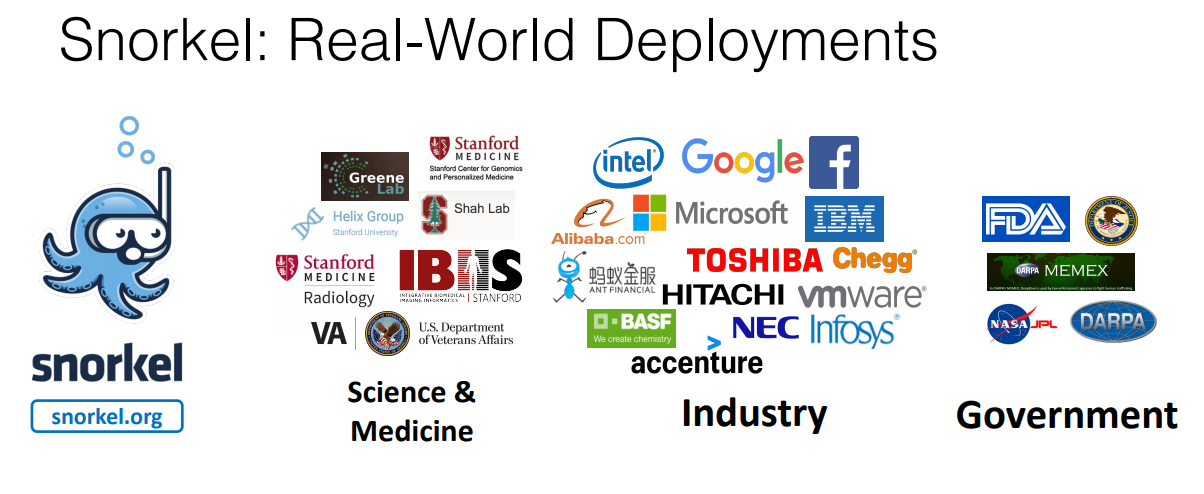 Snorkel: Real-World Deployments
snorkel
snorkel.org
Greene
Lab
Stanford
MEDICINE
Stanford Center for Genomics
and Personalized Medicine
Helix Group
Stanford University
Shah Lab
Stanford
MEDICINE
Radiology
IBIIS
INTEGRATIVE BIOMEDICAL
IMAGING INFORMATICS | STANFORD
VA
U.S. Department
of Veterans Affairs
Science &
Medicine
intel
Google
f
Alibaba.com
Microsoft
IBM
蚂蚁金服
ANT FINANCIAL
TOSHIBA
Chegg
HITACHI
vmware®
BASF
We create chemistry
NEC
Infosys®
>
accenture
Industry
FDA
DARPA MEMEX
NASA JPL
DARPA
Government